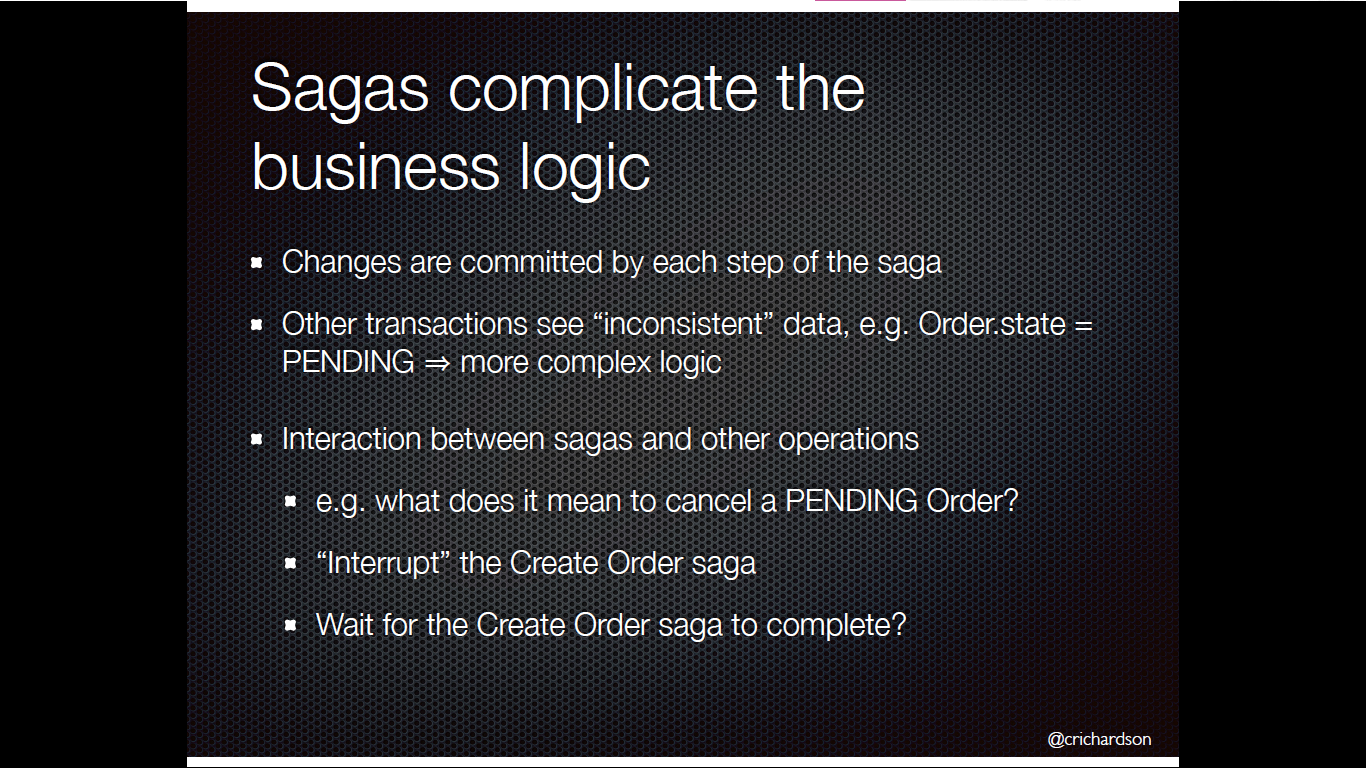 Sagas complicate the
business logic
Changes are committed by each step of the saga
Other transactions see “inconsistent” data, e.g. Order.state =
PENDING ⇒ more complex logic
Interaction between sagas and other operations
e.g. what does it mean to cancel a PENDING Order?
“Interrupt” the Create Order saga
Wait for the Create Order saga to complete?
@crichardson